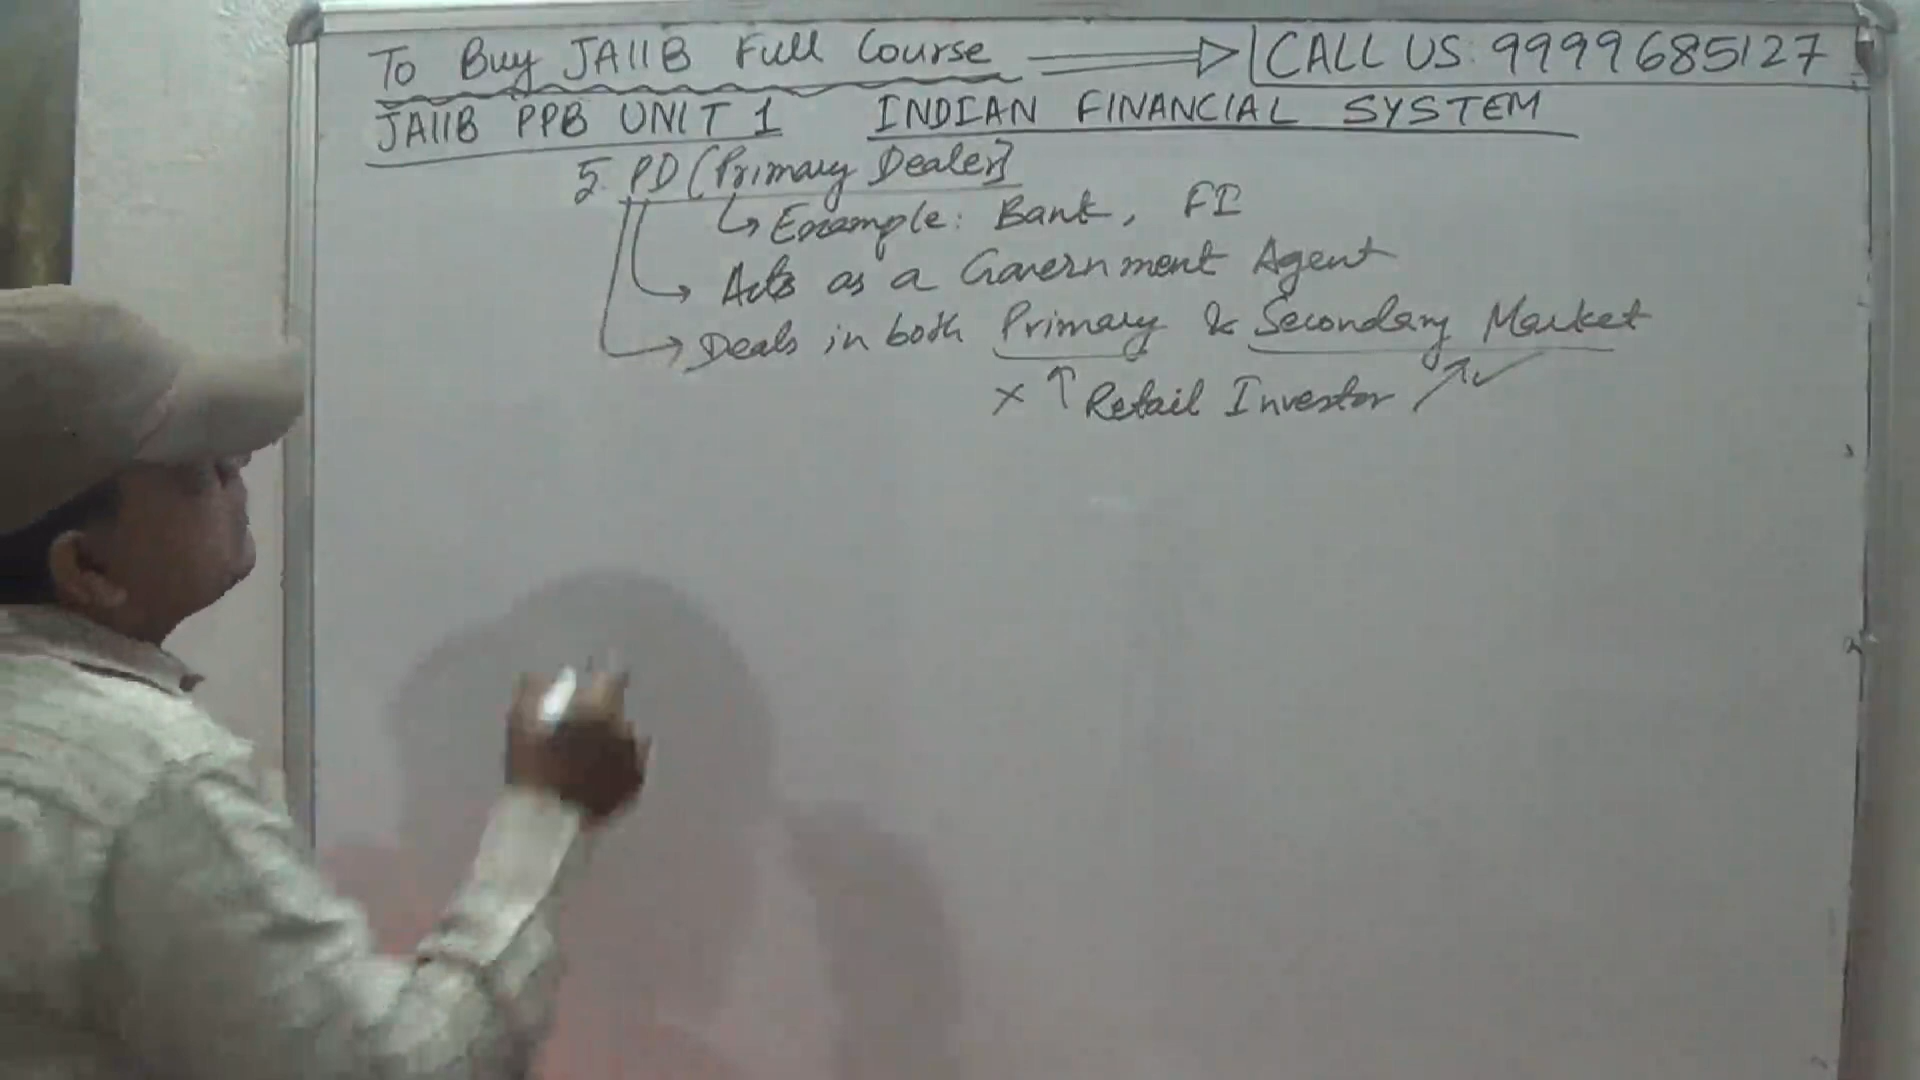 To Buy JAIIB Full Course → CALL US: 9999685127
JAIIB PPB UNIT 1 INDIAN FINANCIAL SYSTEM
5. PD (Primary Dealer)
↳ Example: Bank, FI
→ Acts as a Government Agent
→ Deals in both Primary & Secondary Market
× ↑ Retail Investor ↗ ✓